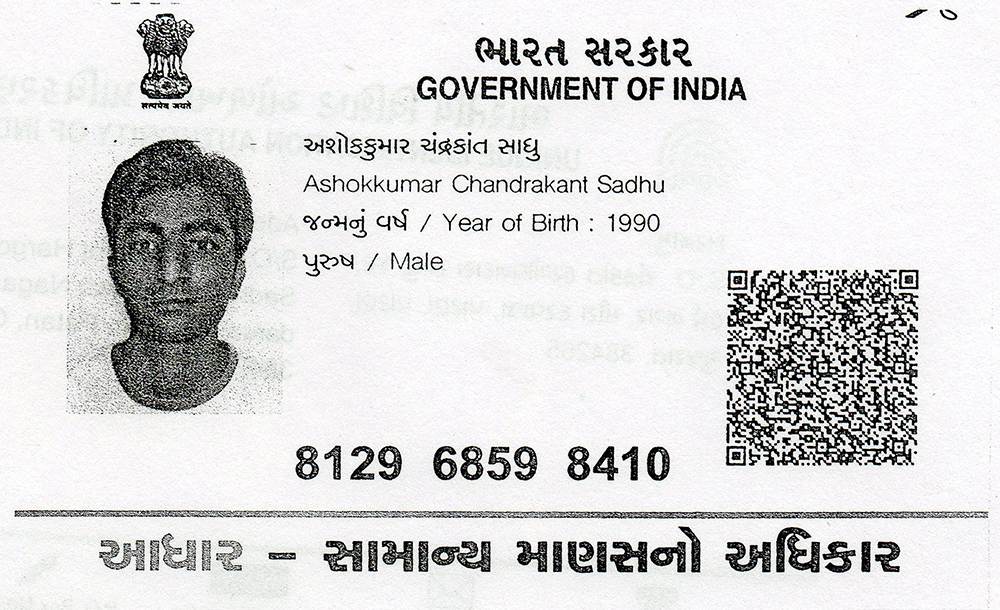 सत्यमेव जयते
ભારત સરકાર
GOVERNMENT OF INDIA
અશોકકુમાર ચંદ્રકાંત સાધુ
Ashokkumar Chandrakant Sadhu
જન્મનું વર્ષ / Year of Birth : 1990
પુરુષ / Male
8129 6859 8410
આધાર – સામાન્ય માણસનો અધિકાર